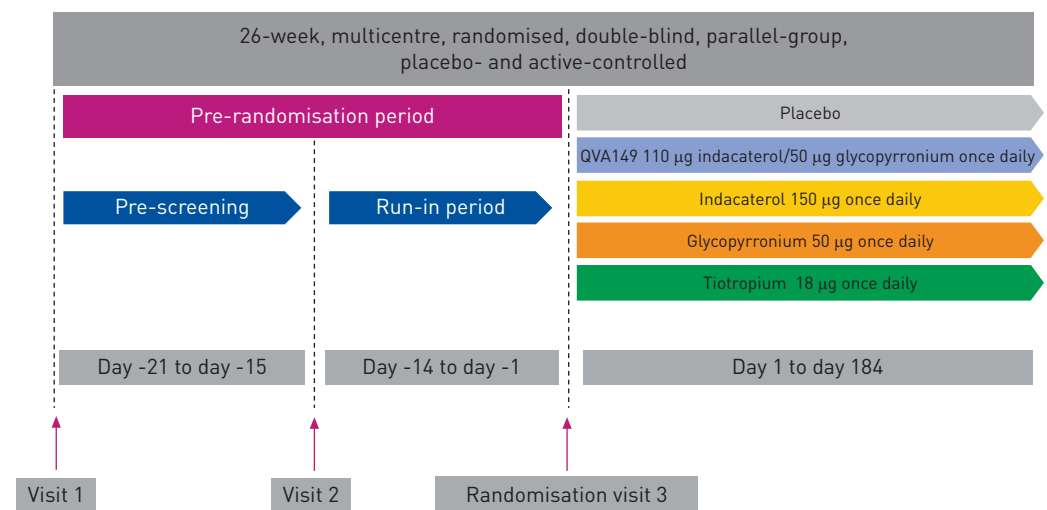 26-week, multicentre, randomised, double-blind, parallel-group,
placebo- and active-controlled
Pre-randomisation period
Placebo
QVA149 110 µg indacaterol/50 µg glycopyrronium once daily
Pre-screening
Run-in period
Indacaterol 150 µg once daily
Glycopyrronium 50 µg once daily
Tiotropium 18 µg once daily
Day -21 to day -15
Day -14 to day -1
Day 1 to day 184
Visit 1
Visit 2
Randomisation visit 3